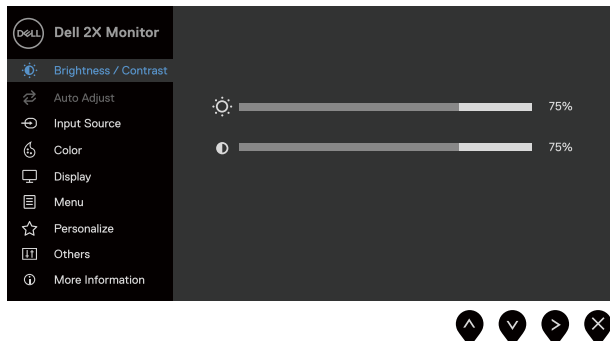 DELL Dell 2X Monitor
Brightness / Contrast
Auto Adjust
75%
Input Source
Color
75%
Display
Menu
Personalize
Others
More Information